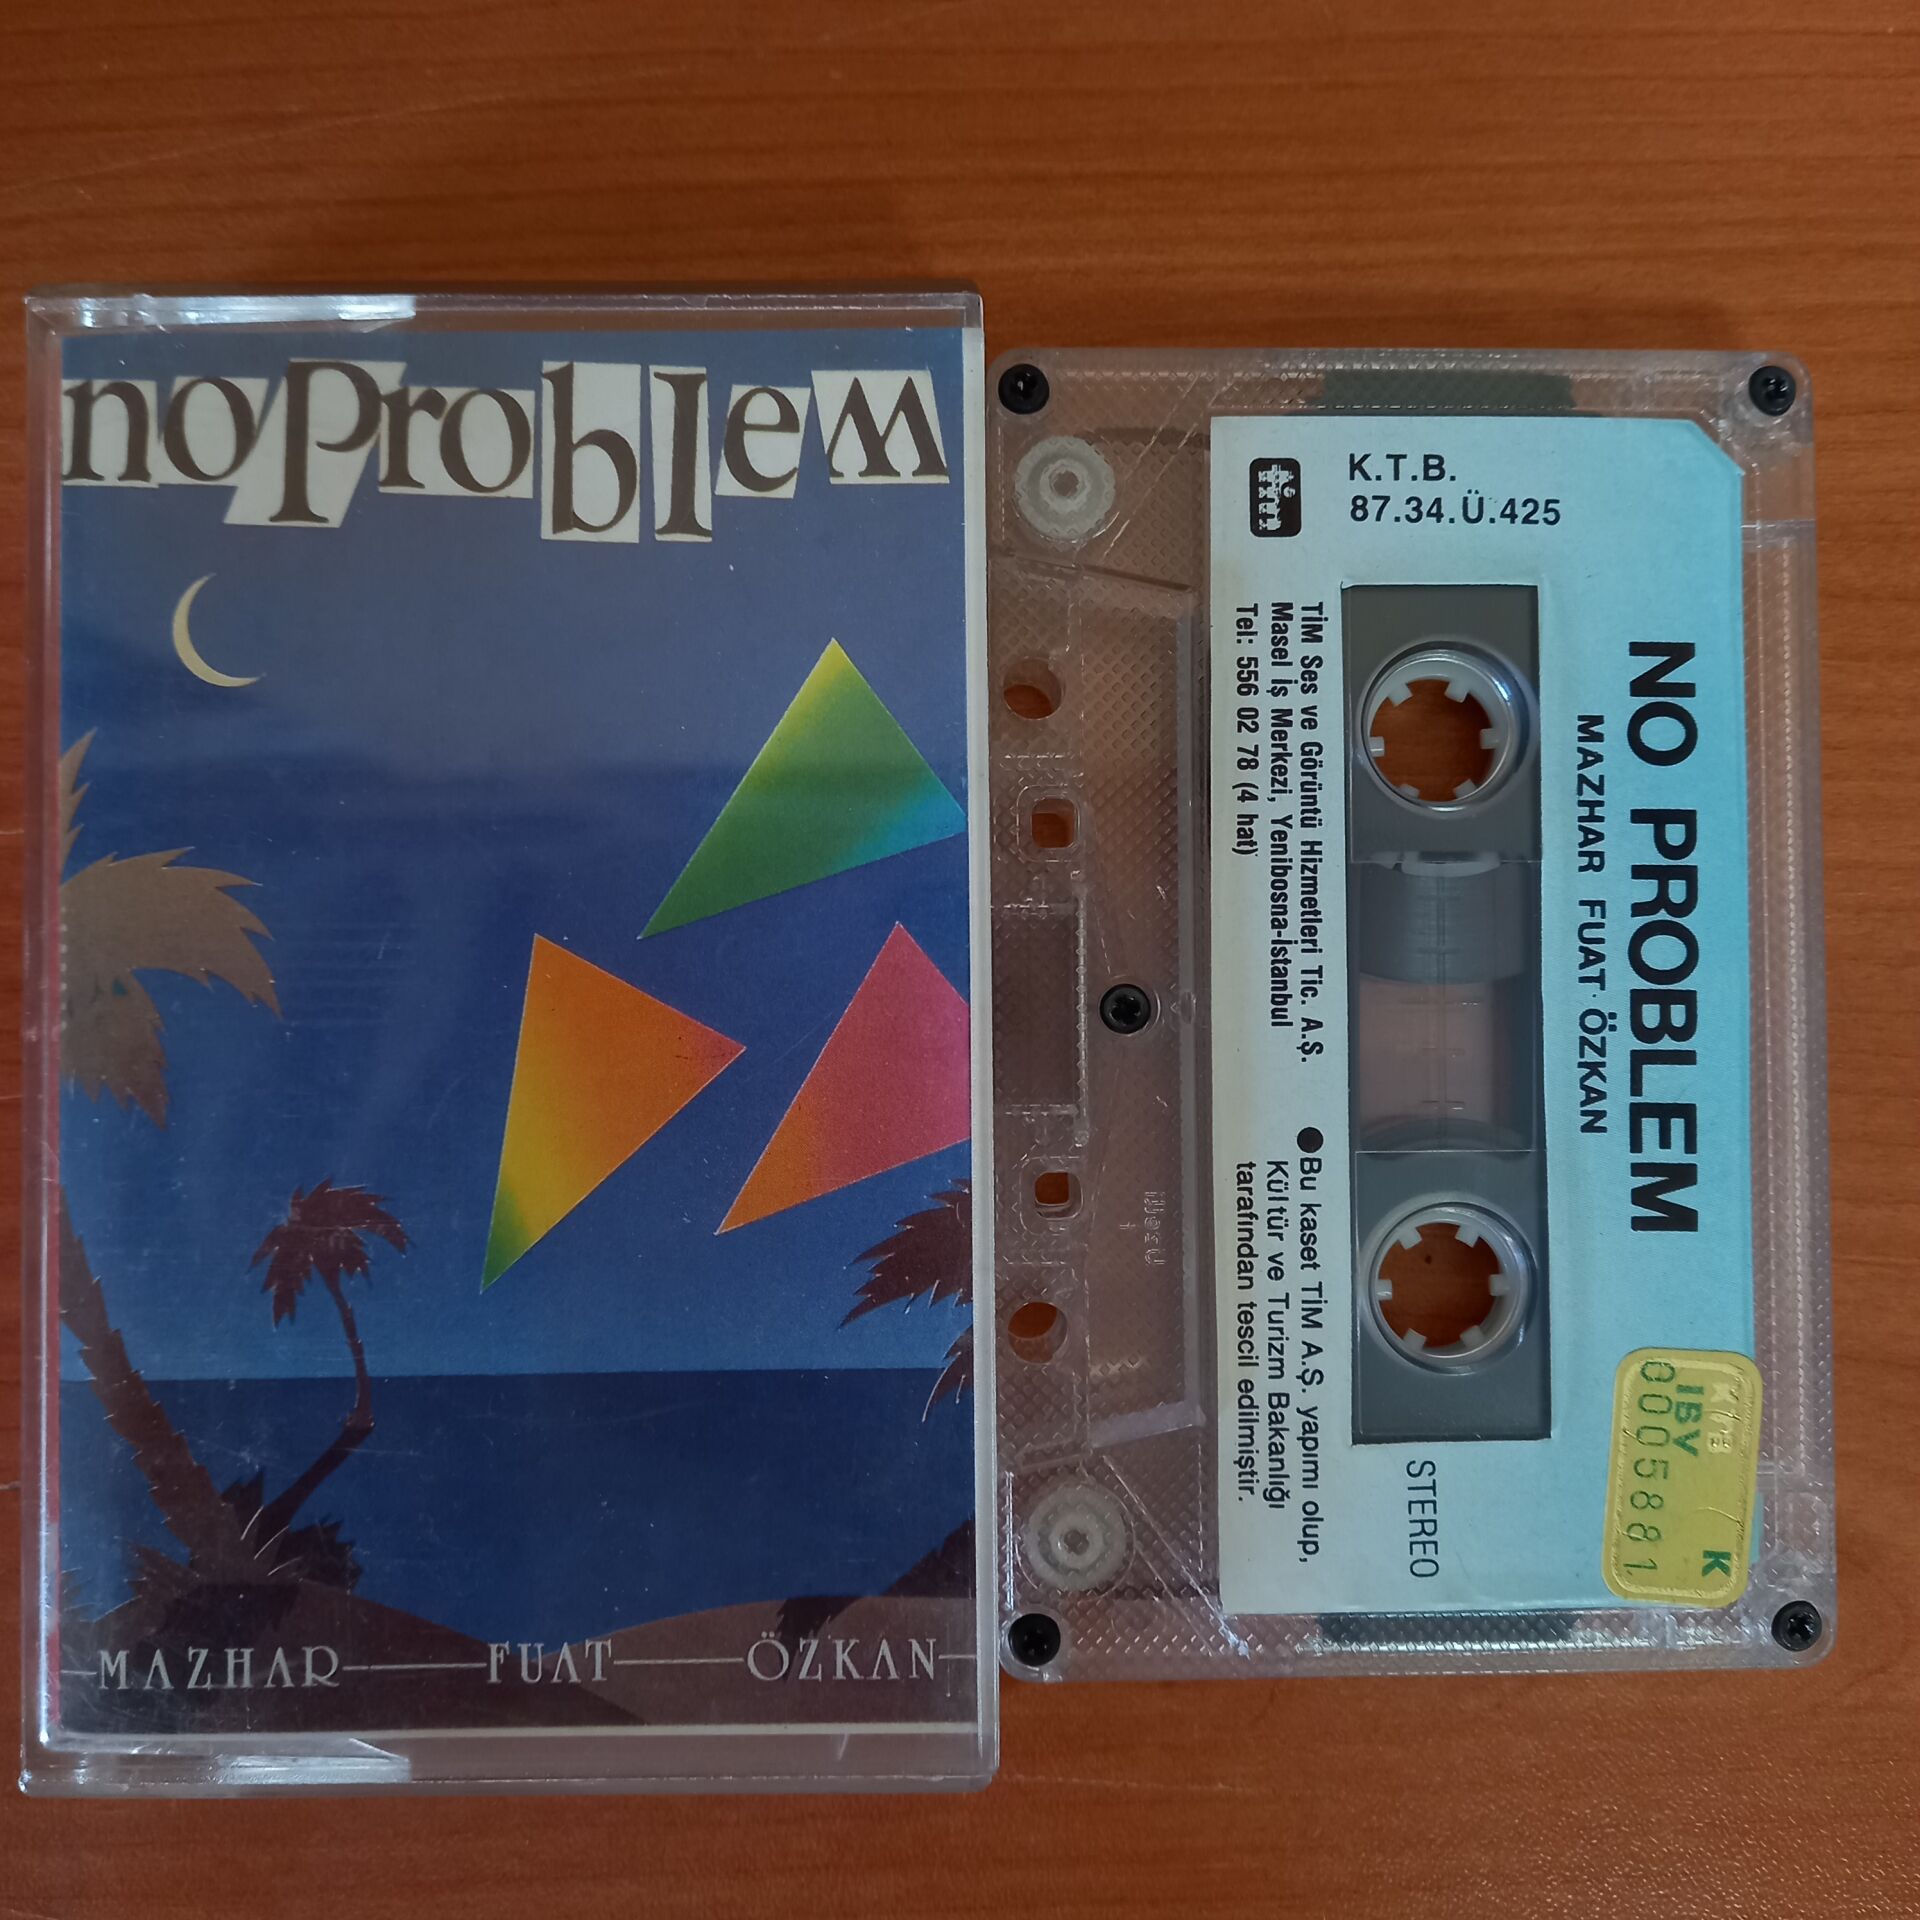 noproblem
MAZHAR FUAT ÖZKAN
tim
K.T.B.
87.34.Ü.425
NO PROBLEM
MAZHAR FUAT ÖZKAN
TİM Ses ve Görüntü Hizmetleri Tic. A.Ş.
Masel İş Merkezi, Yenibosna-İstanbul
Tel: 556 02 78 (4 hat)
●Bu kaset TİM A.Ş. yapımı olup,
Kültür ve Turizm Bakanlığı
tarafından tescil edilmiştir.
STEREO
K
IBV
0005881